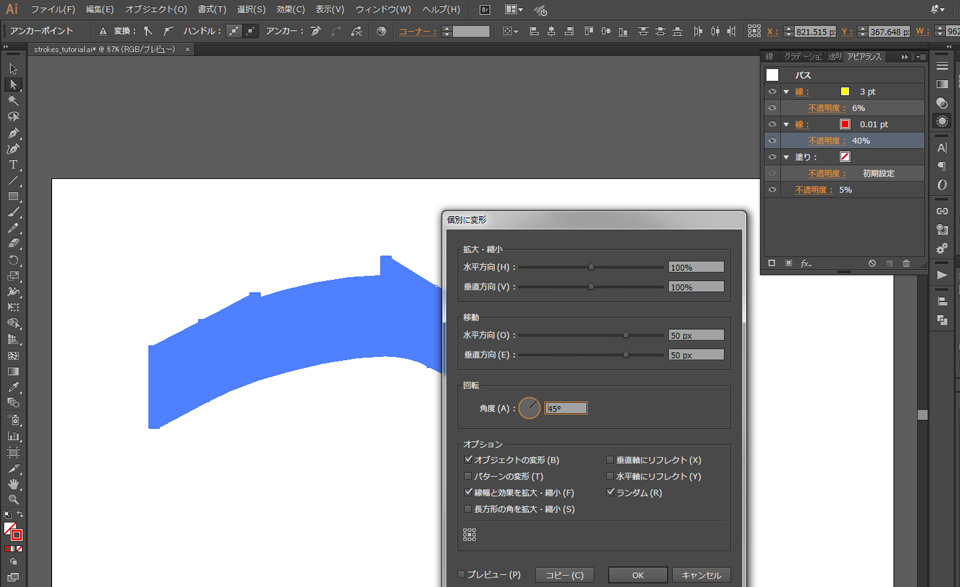 Ai ファイル(F) 編集(E) オブジェクト(O) 書式(T) 選択(S) 効果(C) 表示(V) ウィンドウ(W) ヘルプ(H) Br
アンカーポイント 変換： ハンドル： アンカー： コーナー： X： 821.515 p Y： 367.648 p W： 962
strokes_tutorial.ai* @ 67% (RGB/プレビュー) ×
線 グラデーション 透明 アピアランス
パス
線： 3 pt
不透明度： 6%
線： 0.01 pt
不透明度： 40%
塗り：
不透明度： 初期設定
不透明度： 5%
fx
個別に変形
拡大・縮小
水平方向(H)： 100%
垂直方向(V)： 100%
移動
水平方向(O)： 50 px
垂直方向(E)： 50 px
回転
角度(A)： 45°
オプション
オブジェクトの変形(B) 垂直軸にリフレクト(X)
パターンの変形(T) 水平軸にリフレクト(Y)
線幅と効果を拡大・縮小(F) ランダム(R)
長方形の角を拡大・縮小(S)
プレビュー(P) コピー(C) OK キャンセル